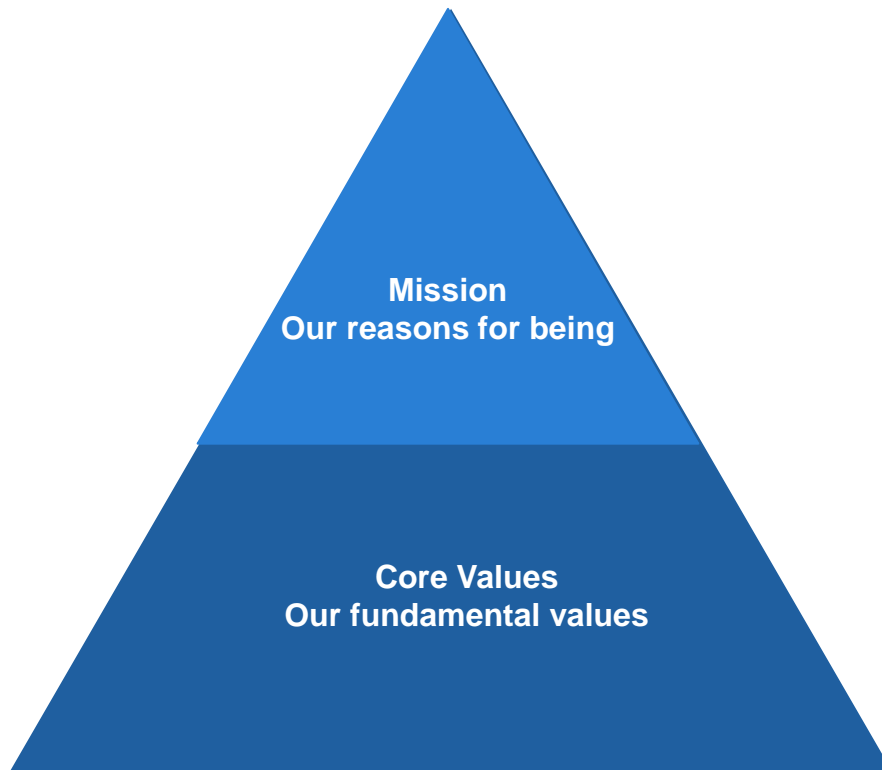 Mission
Our reasons for being
Core Values
Our fundamental values